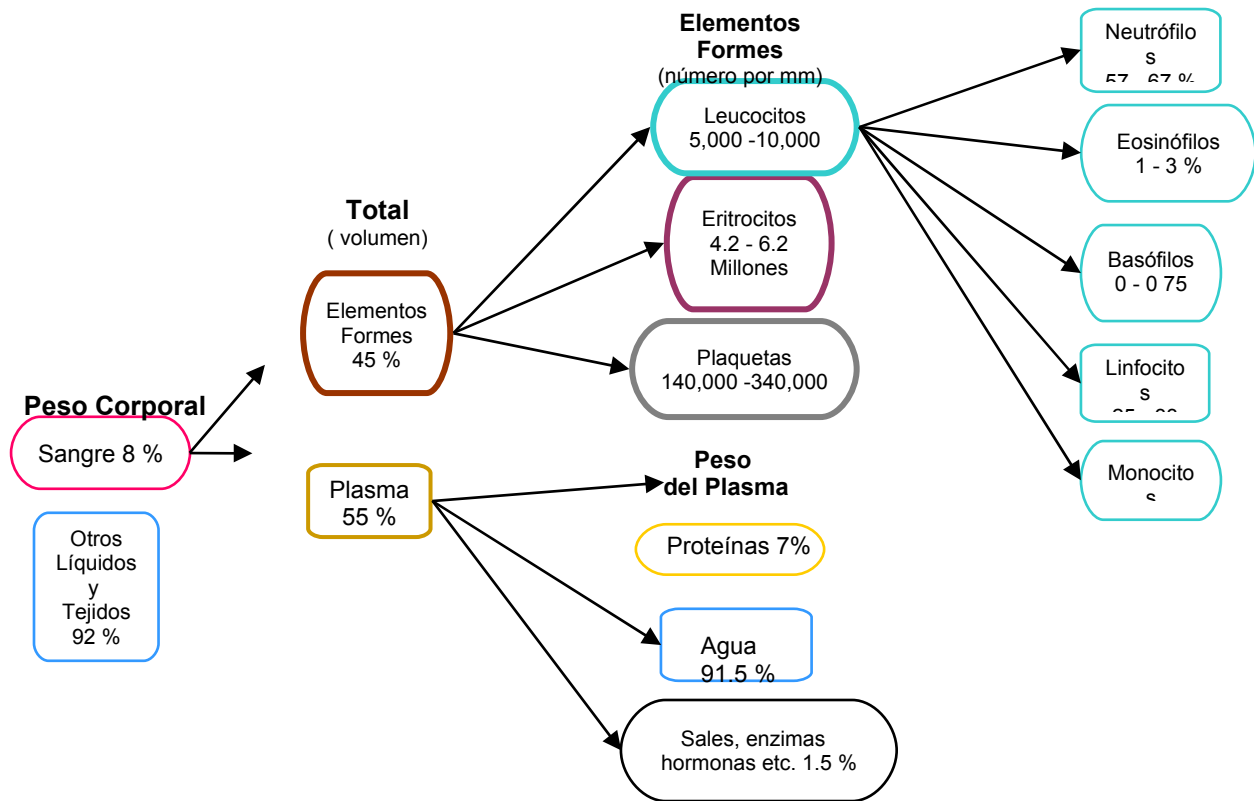 Peso Corporal
Sangre 8 %
Otros
Líquidos
y
Tejidos
92 %
Total
( volumen)
Elementos
Formes
45 %
Plasma
55 %
Elementos
Formes
(número por mm)
Leucocitos
5,000 -10,000
Eritrocitos
4.2 - 6.2
Millones
Plaquetas
140,000 -340,000
Peso
del Plasma
Proteínas 7%
Agua
91.5 %
Sales, enzimas
hormonas etc. 1.5 %
Neutrófilo
s
57 - 67 %
Eosinófilos
1 - 3 %
Basófilos
0 - 0 75
Linfocito
s
Monocito
s